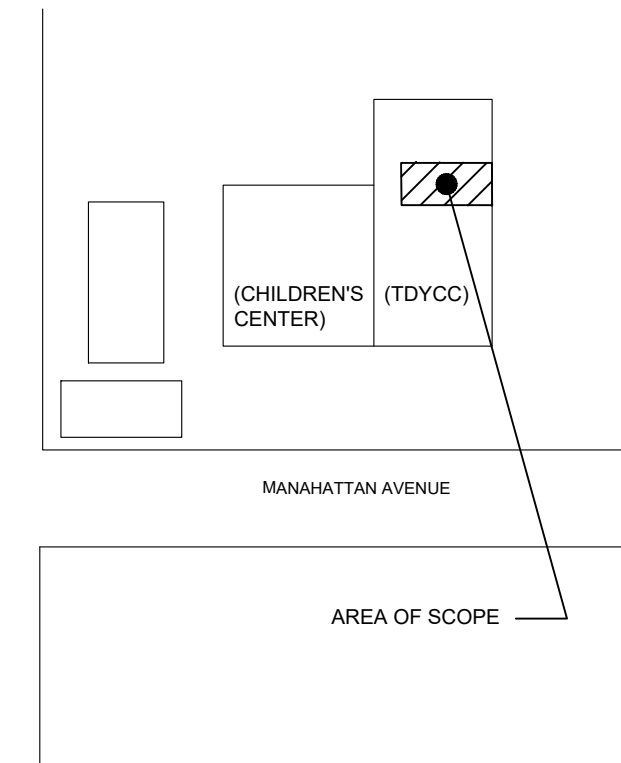 (CHILDREN'S
CENTER)
(TDYCC)
MANAHATTAN AVENUE
AREA OF SCOPE